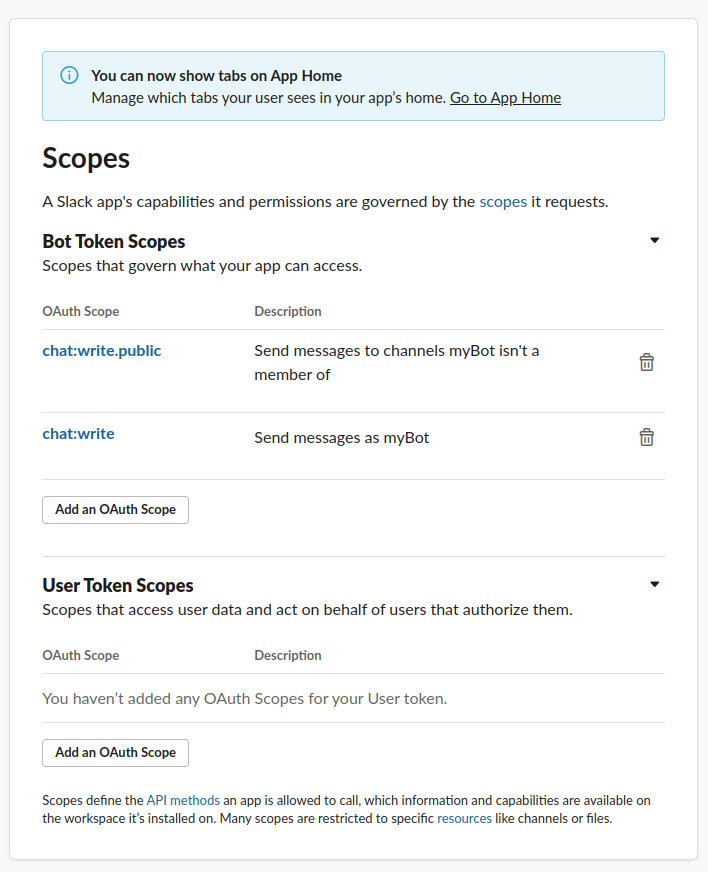 You can now show tabs on App Home
Manage which tabs your user sees in your app’s home. Go to App Home
Scopes
A Slack app's capabilities and permissions are governed by the scopes it requests.
Bot Token Scopes
Scopes that govern what your app can access.
OAuth Scope Description
chat:write.public Send messages to channels myBot isn't a
member of
chat:write Send messages as myBot
Add an OAuth Scope
User Token Scopes
Scopes that access user data and act on behalf of users that authorize them.
OAuth Scope Description
You haven’t added any OAuth Scopes for your User token.
Add an OAuth Scope
Scopes define the API methods an app is allowed to call, which information and capabilities are available on
the workspace it’s installed on. Many scopes are restricted to specific resources like channels or files.